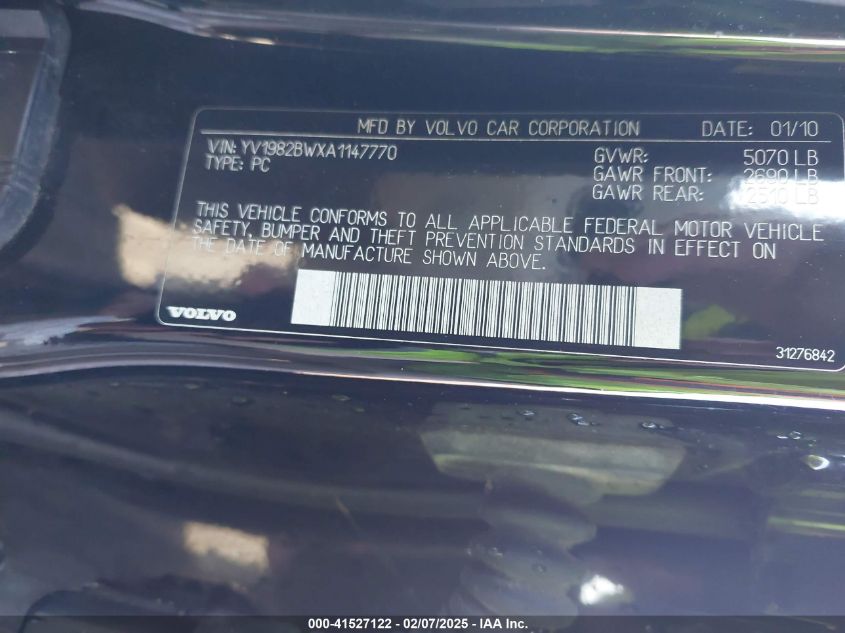 MFD BY VOLVO CAR CORPORATION DATE: 01/10
VIN: YV1982BWXA1147770
TYPE: PC
GVWR: 5070 LB
GAWR FRONT: 2690 LB
GAWR REAR: 2510 LB
THIS VEHICLE CONFORMS TO ALL APPLICABLE FEDERAL MOTOR VEHICLE
SAFETY, BUMPER AND THEFT PREVENTION STANDARDS IN EFFECT ON
THE DATE OF MANUFACTURE SHOWN ABOVE.
VOLVO
31276842
000-41527122 | 02/07/2025 - IAA Inc.